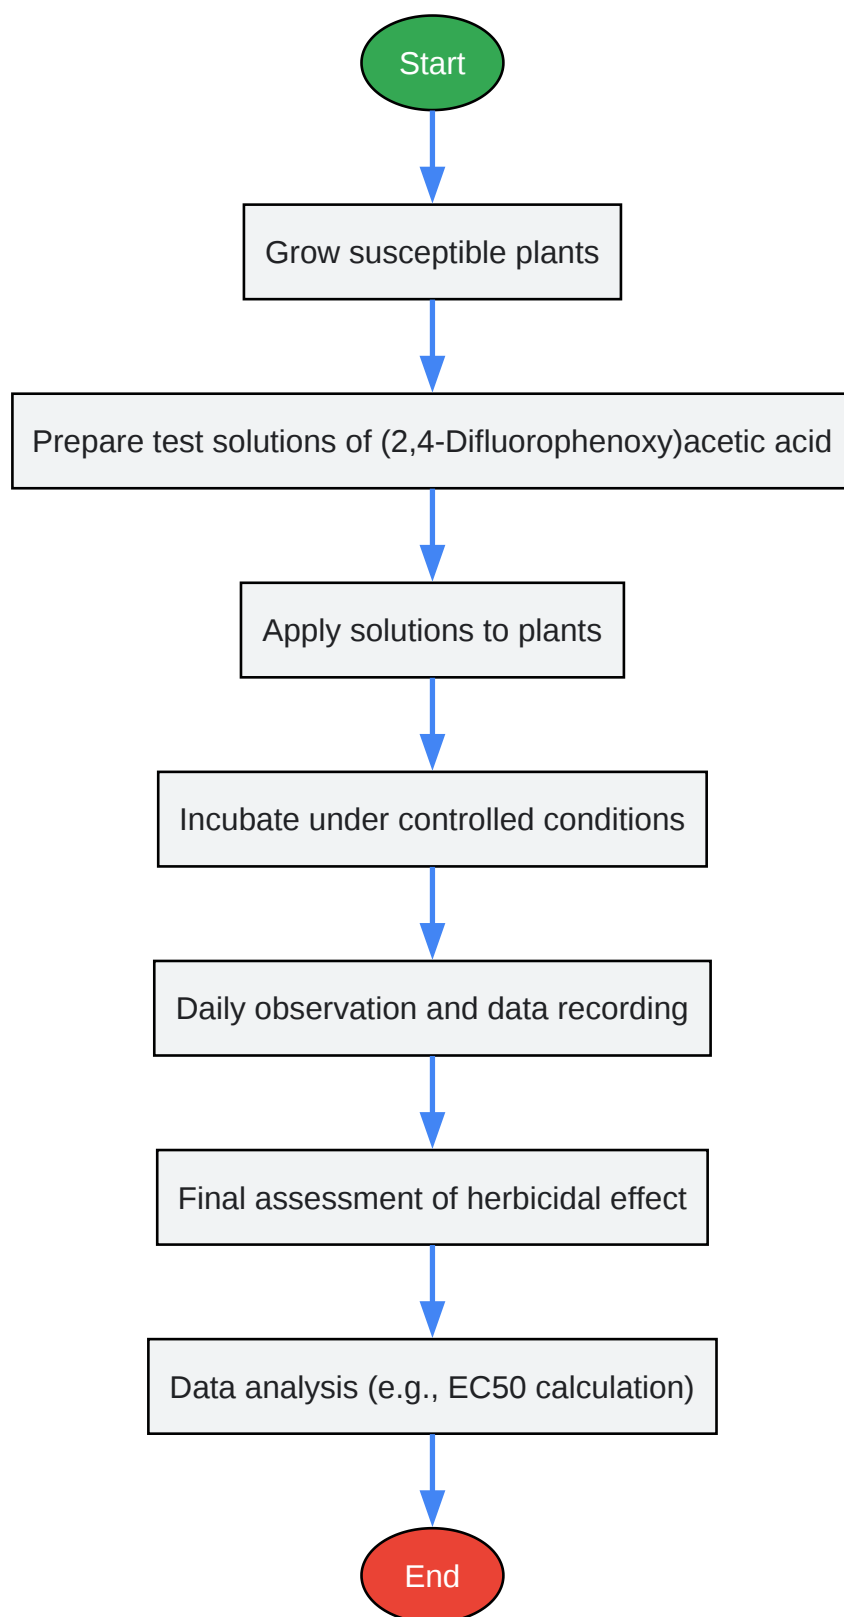 Start
Grow susceptible plants
Prepare test solutions of (2,4-Difluorophenoxy)acetic acid
Apply solutions to plants
Incubate under controlled conditions
Daily observation and data recording
Final assessment of herbicidal effect
Data analysis (e.g., EC50 calculation)
End